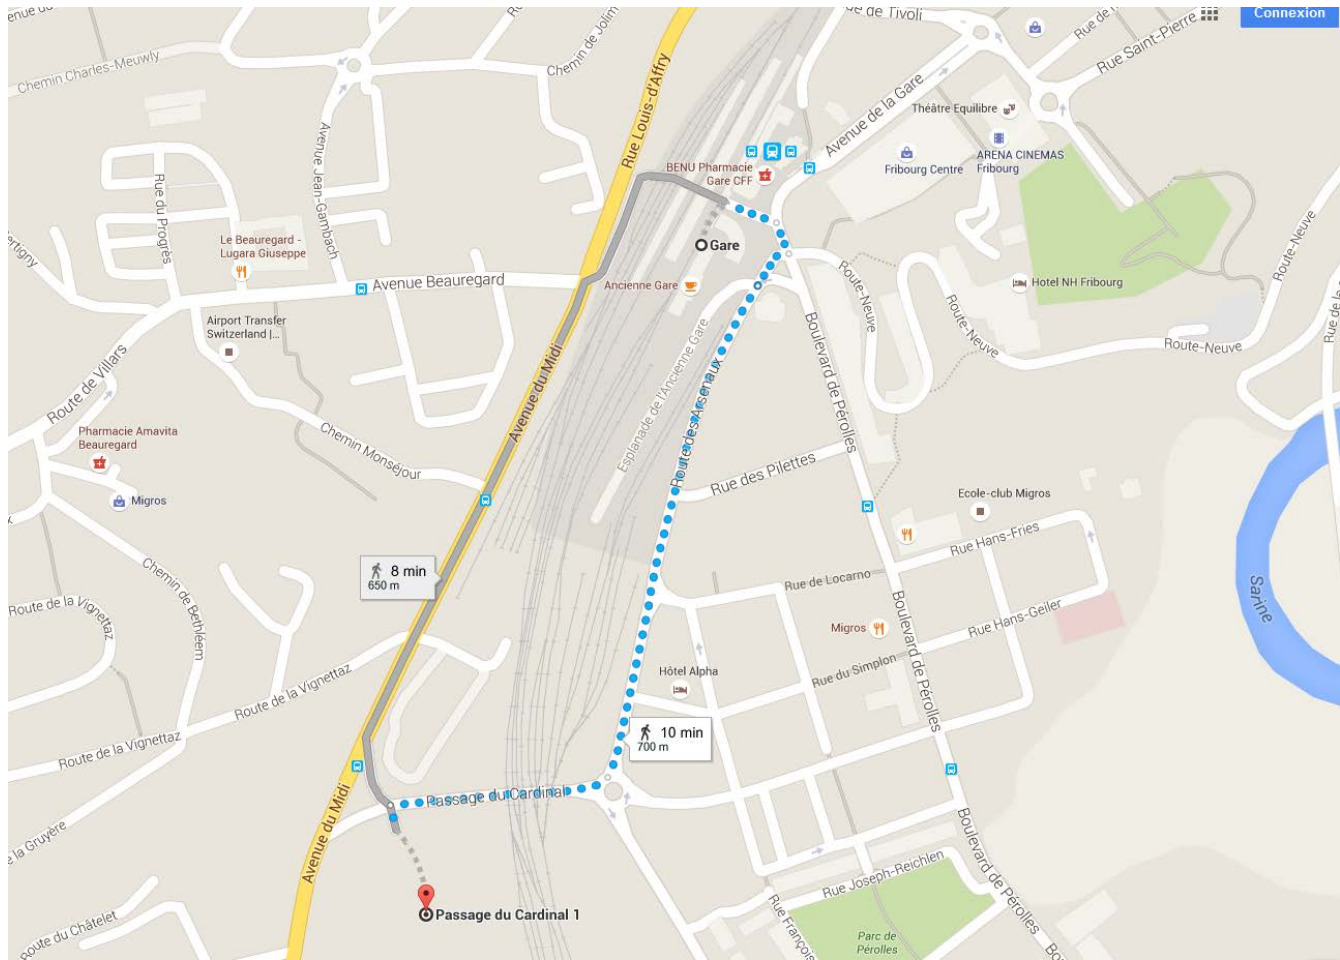 Connexion
Chemin Charles-Meuwly
Chemin de Jolim
de Tivoli
Rue de
Rue Saint-Pierre
Rue Louis-d'Affry
Avenue de la Gare
Théâtre Equilibre
ARENA CINEMAS
Fribourg
Fribourg Centre
BENU Pharmacie
Gare CFF
Avenue Jean-Gambach
Rue du Progrès
Le Beauregard -
Lugara Giuseppe
Gare
Ancienne Gare
Avenue Beauregard
Hotel NH Fribourg
Route-Neuve
Route-Neuve
Route-Neuve
Route-Neuve
Route-Neuve
Rue de
Airport Transfer
Switzerland |...
Route de Villars
Avenue du Midi
Esplanade de l'Ancienne Gare
Route des Arsenaux
Boulevard de Pérolles
Pharmacie Amavita
Beauregard
Chemin Monséjour
Migros
Rue des Pilettes
Ecole-club Migros
Rue Hans-Fries
8 min
650 m
Rue de Locarno
Chemin de Bethléem
Route de la Vignettaz
Migros
Rue Hans-Geiler
Sarine
Boulevard de Pérolles
Hôtel Alpha
Rue du Simplon
Route de la Vignettaz
Route de la Vignettaz
10 min
700 m
Passage du Cardinal
Avenue du Midi
de la Gruyère
Boulevard de Pérolles
Rue Joseph-Reichlen
Rue François
Passage du Cardinal 1
Route du Châtelet
Parc de
Pérolles